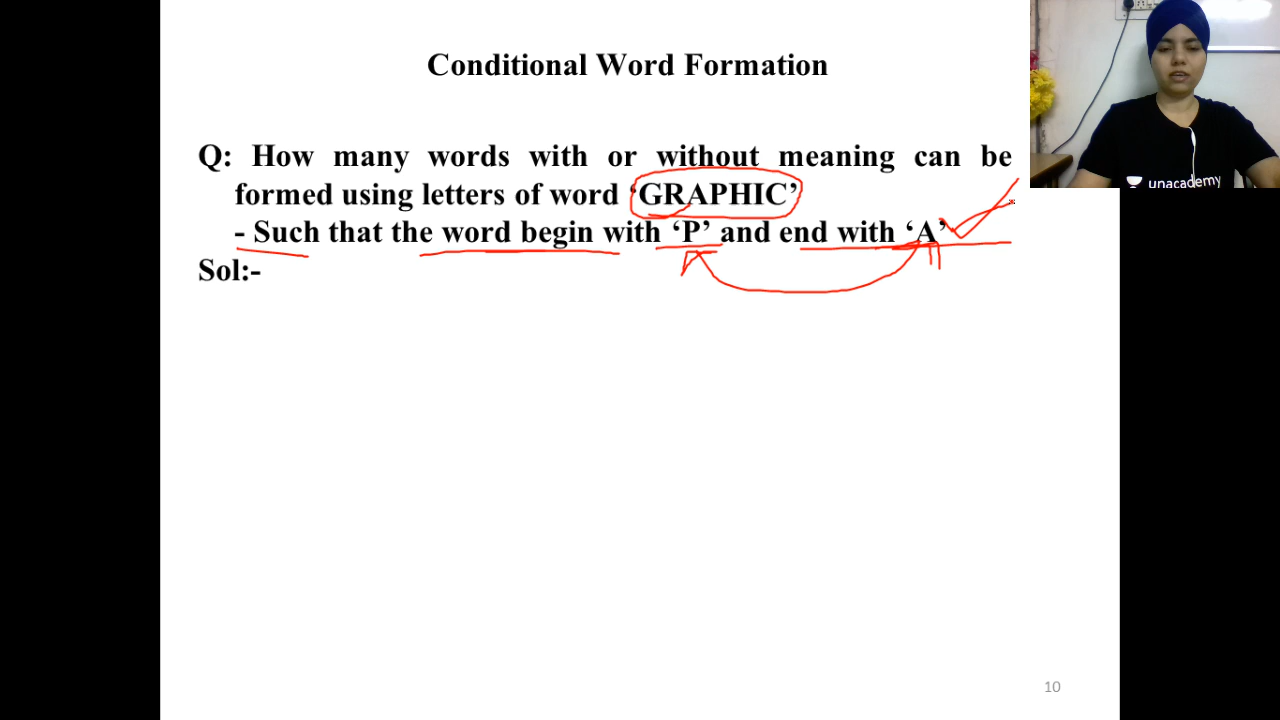 Conditional Word Formation
Q: How many words with or without meaning can be
formed using letters of word ‘GRAPHIC’
- Such that the word begin with ‘P’ and end with ‘A’
Sol:-
unacademy
10